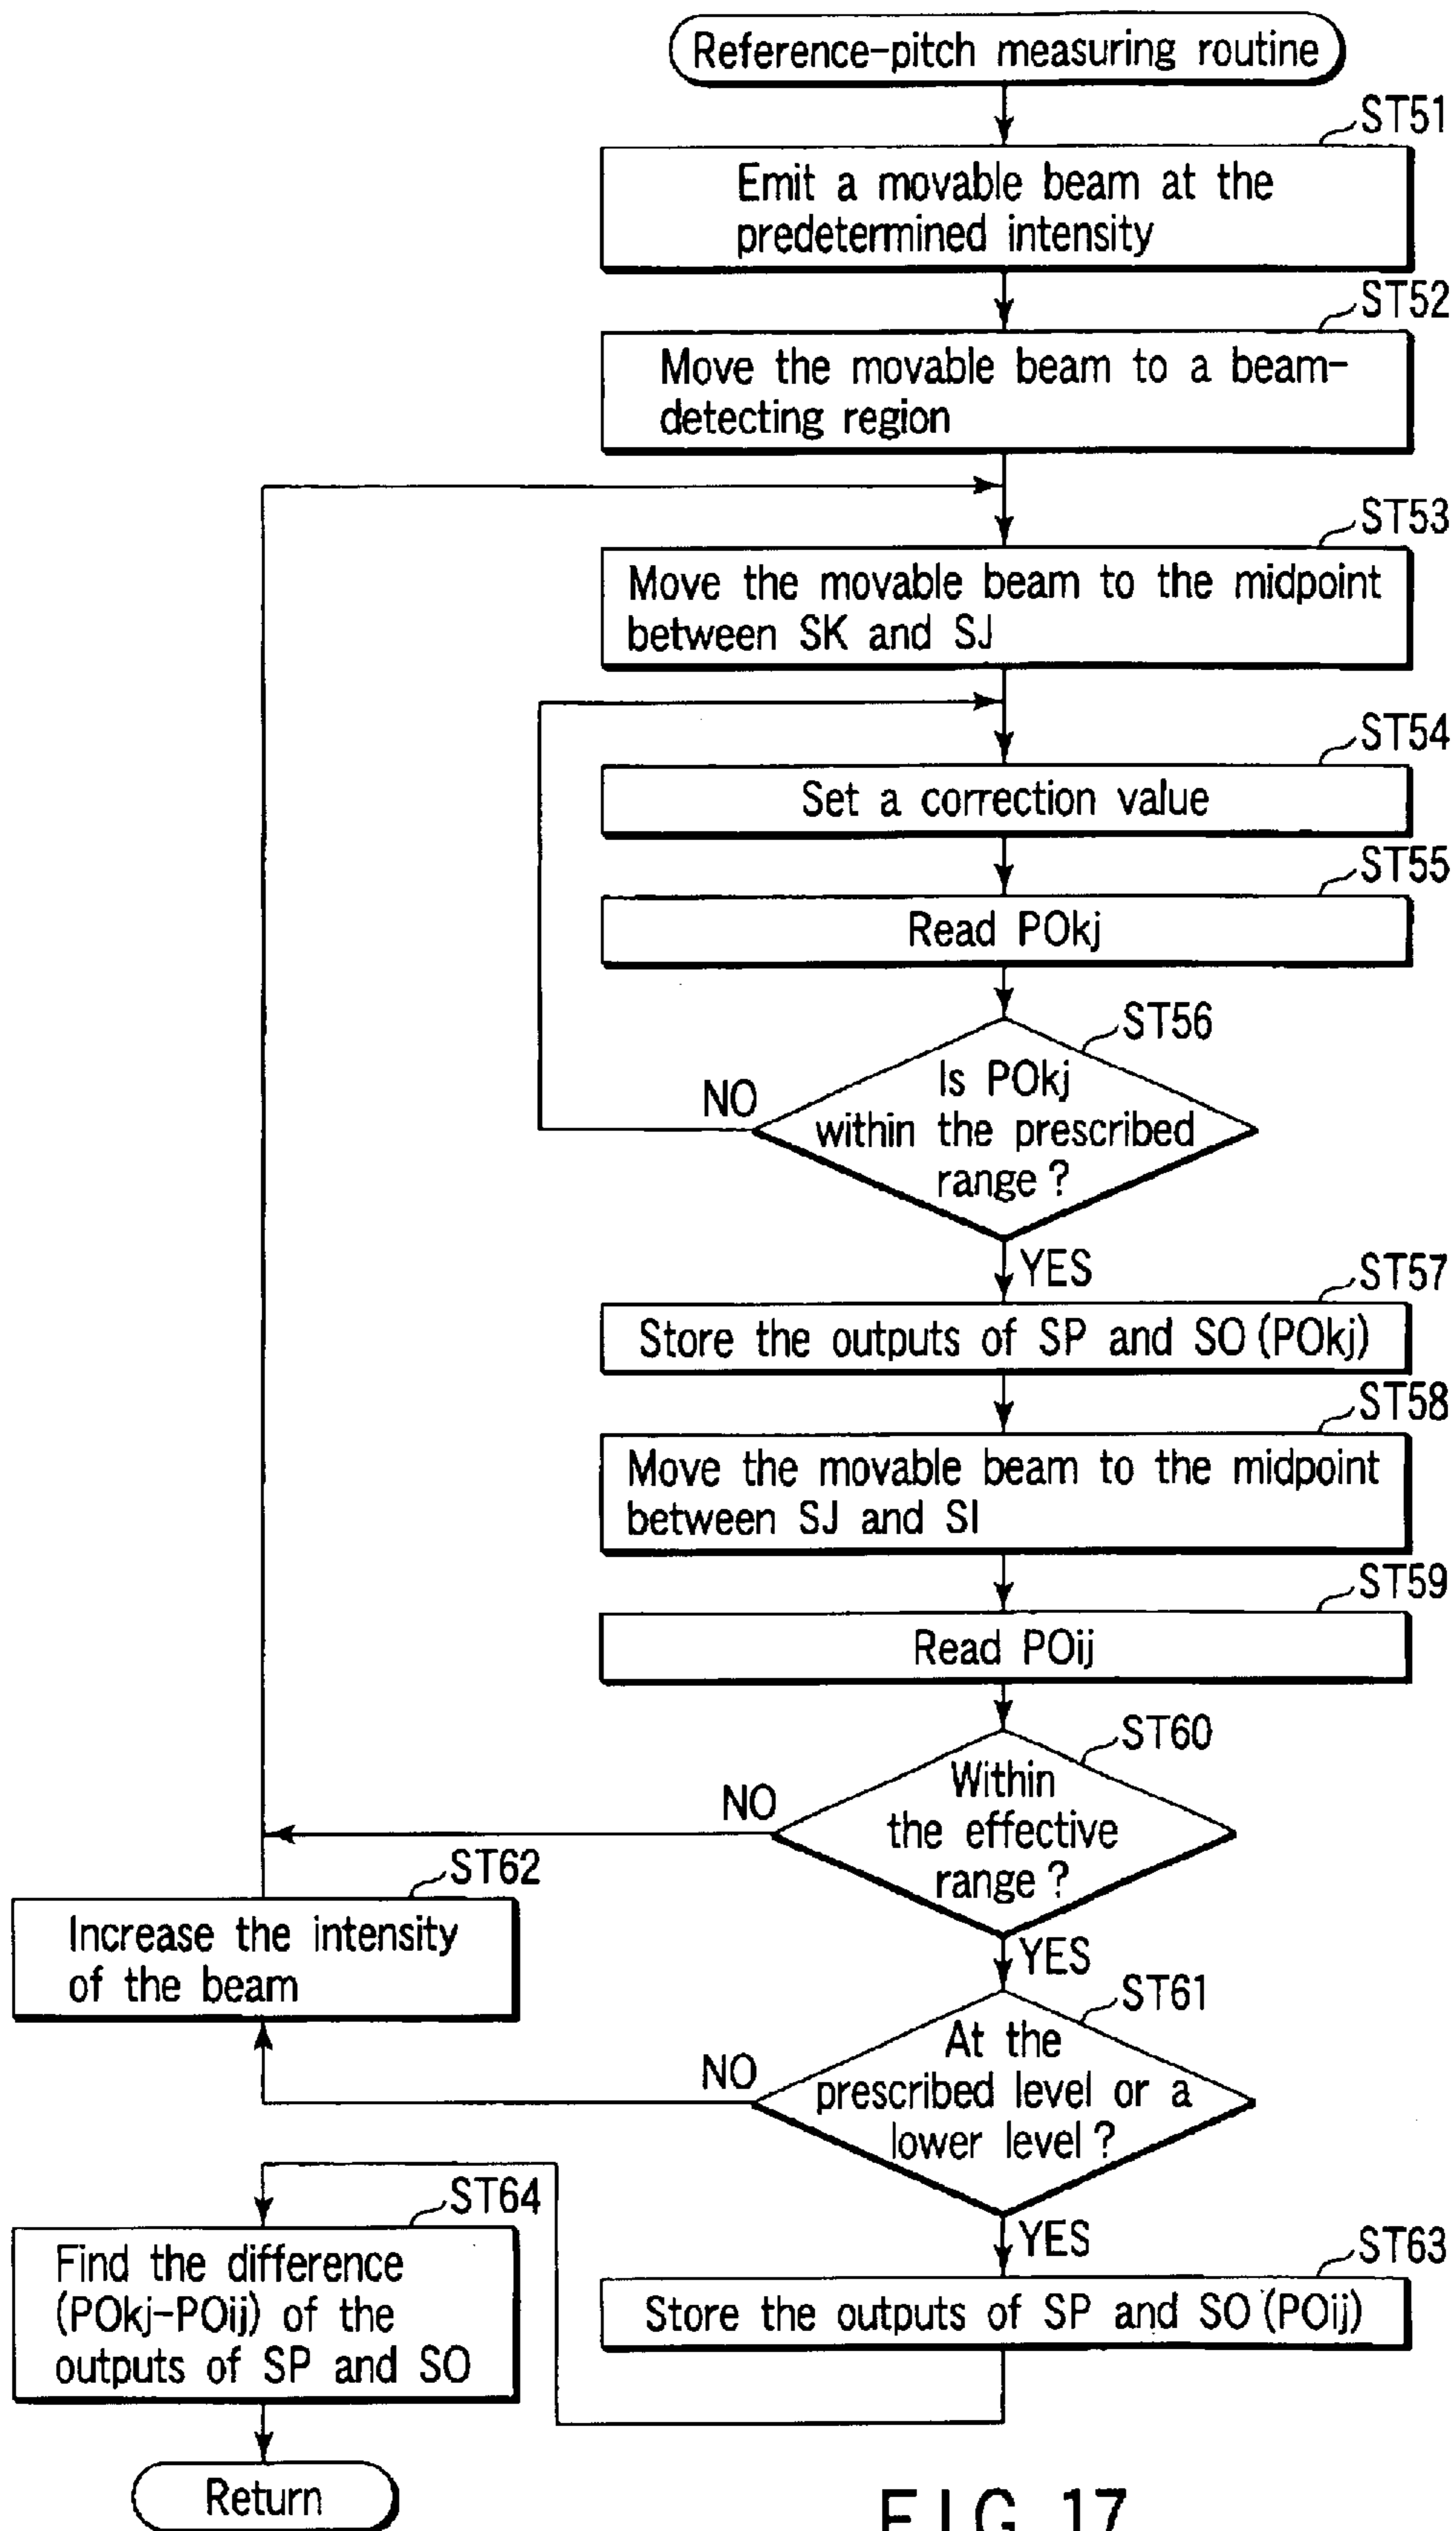 Reference-pitch measuring routine
ST51
Emit a movable beam at the
predetermined intensity
ST52
Move the movable beam to a beam-
detecting region
ST53
Move the movable beam to the midpoint
between SK and SJ
ST54
Set a correction value
ST55
Read POkj
ST56
Is POkj
within the prescribed
range?
NO
YES
ST57
Store the outputs of SP and SO (POkj)
ST58
Move the movable beam to the midpoint
between SJ and SI
ST59
Read POij
ST60
Within
the effective
range?
NO
YES
ST62
Increase the intensity
of the beam
ST61
At the
prescribed level or a
lower level?
NO
YES
ST63
Store the outputs of SP and SO (POij)
ST64
Find the difference
(POkj-POij) of the
outputs of SP and SO
Return
FIG. 17